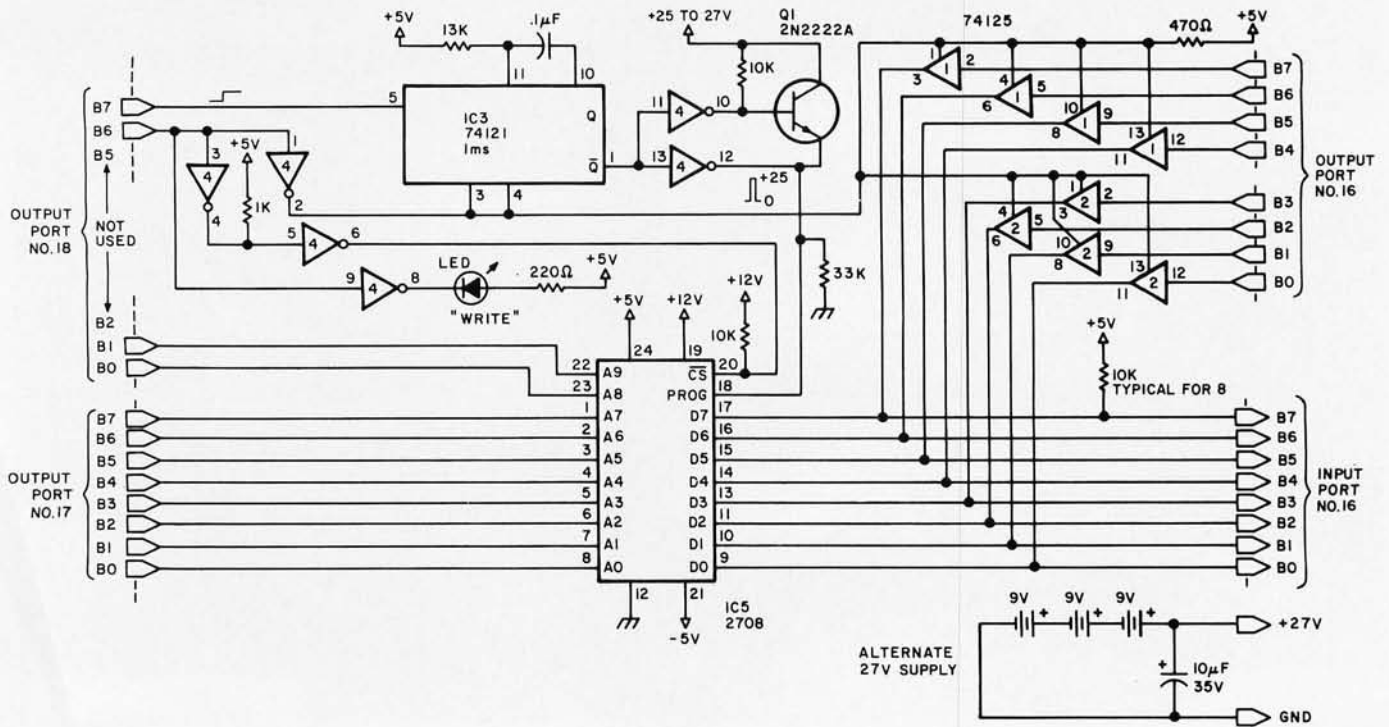 +5V
13K
.1µF
+25 TO 27V
Q1
2N2222A
74125
470Ω
+5V
11
10
B7
5
IC3
74121
1ms
Q
Q̅
1
3
4
11
4
10
10K
13
4
12
+25
0
33K
B6
B5
NOT
USED
B2
B1
B0
OUTPUT
PORT
NO.18
3
4
4
+5V
1K
1
4
2
5
4
6
9
4
8
LED
"WRITE"
220Ω
+5V
3
1
2
B7
4
6
1
5
B6
10
8
1
9
B5
13
11
1
12
B4
1
3
2
2
B3
4
6
2
5
B2
10
8
2
9
B1
13
11
2
12
B0
OUTPUT
PORT
NO.16
+5V
24
+12V
19
+12V
10K
22 A9
23 A8
1 A7
2 A6
3 A5
4 A4
5 A3
6 A2
7 A1
8 A0
C̅S̅ 20
PROG 18
D7 17
D6 16
D5 15
D4 14
D3 13
D2 11
D1 10
D0 9
12
21
-5V
IC5
2708
OUTPUT
PORT
NO.17
B7
B6
B5
B4
B3
B2
B1
B0
+5V
10K
TYPICAL FOR 8
B7
B6
B5
B4
B3
B2
B1
B0
INPUT
PORT
NO.16
ALTERNATE
27V SUPPLY
9V
+
9V
+
9V
+
+
10µF
35V
+27V
GND